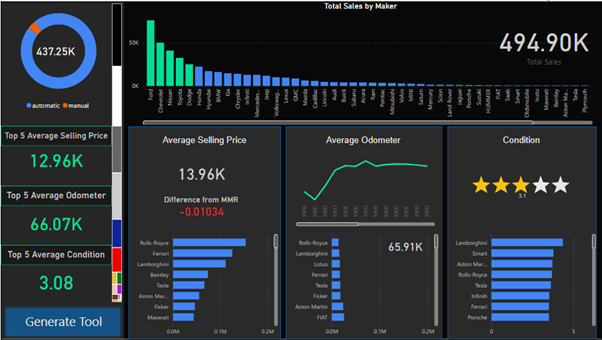 437.25K
automatic
manual
Top 5 Average Selling Price
12.96K
Top 5 Average Odometer
66.07K
Top 5 Average Condition
3.08
Generate Tool
Total Sales by Maker
494.90K
Total Sales
50K
0K
Ford
Chevrolet
Nissan
Toyota
Dodge
Honda
Hyundai
BMW
Kia
Chrysler
Infiniti
Mercedes...
Jeep
Volkswag...
Lexus
GMC
Mazda
Cadillac
Lincoln
Audi
Buick
Subaru
Acura
Ram
Pontiac
Mitsubishi
Volvo
MINI
Saturn
Mercury
Scion
Land Rover
Jaguar
Porsche
Suzuki
HUMMER
FIAT
Saab
Smart
Oldsmobile
Isuzu
Maserati
Bentley
Aston Ma...
Tesla
Plymouth
Average Selling Price
13.96K
Difference from MMR
-0.01034
Rolls-Royce
Ferrari
Lamborghini
Bentley
Tesla
Aston Mar...
Fisker
Maserati
0.0M
0.1M
0.2M
Average Odometer
65.91K
Rolls-Royce
Lamborghini
Lotus
Ferrari
Tesla
Fisker
Aston Martin
FIAT
0.0M
0.1M
0.2M
Condition
3.1
Lamborghini
Smart
Aston Mar...
Rolls-Royce
Tesla
Infiniti
Ferrari
Porsche
0
5